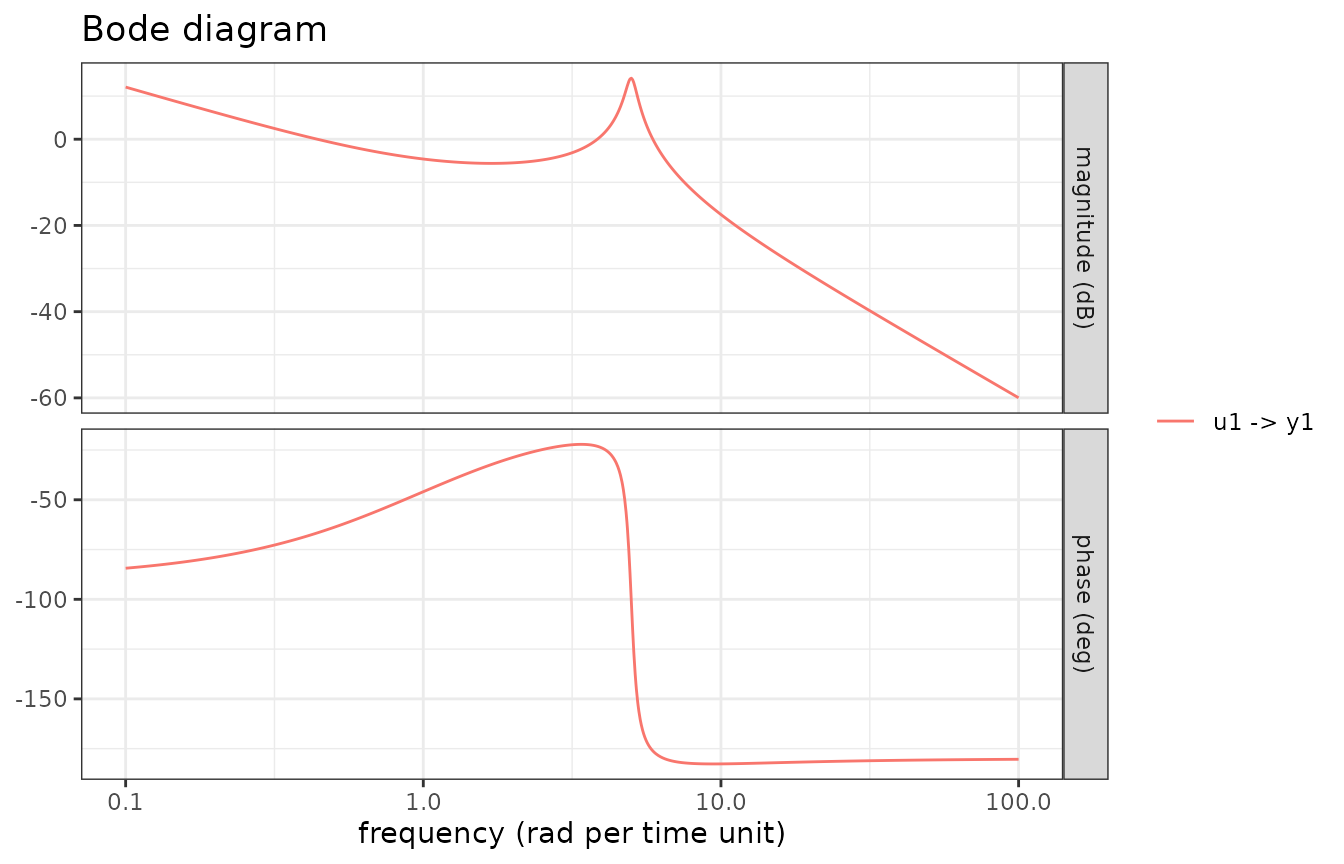 Bode diagram
0
-20
-40
-60
magnitude (dB)
u1 -> y1
-50
-100
-150
phase (deg)
0.1 1.0 10.0 100.0
frequency (rad per time unit)